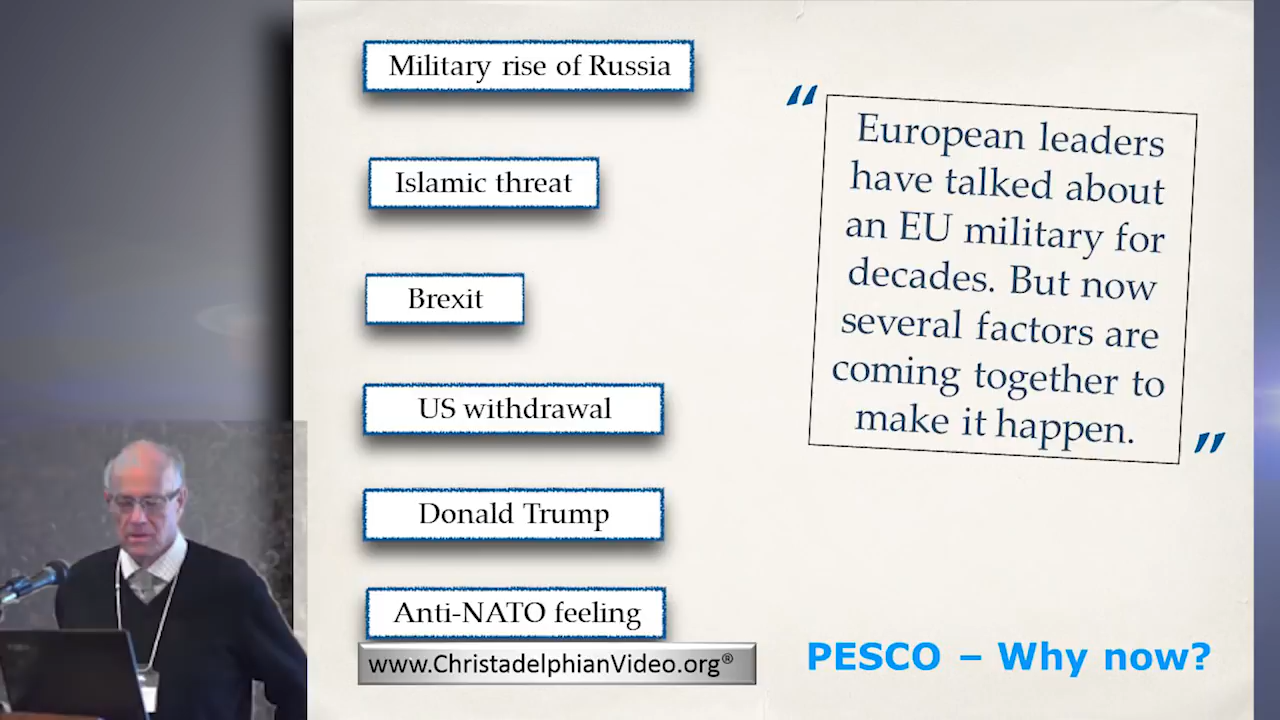 Military rise of Russia
Islamic threat
Brexit
US withdrawal
Donald Trump
Anti-NATO feeling
www.ChristadelphianVideo.org®
“
European leaders
have talked about
an EU military for
decades. But now
several factors are
coming together to
make it happen.
”
PESCO – Why now?